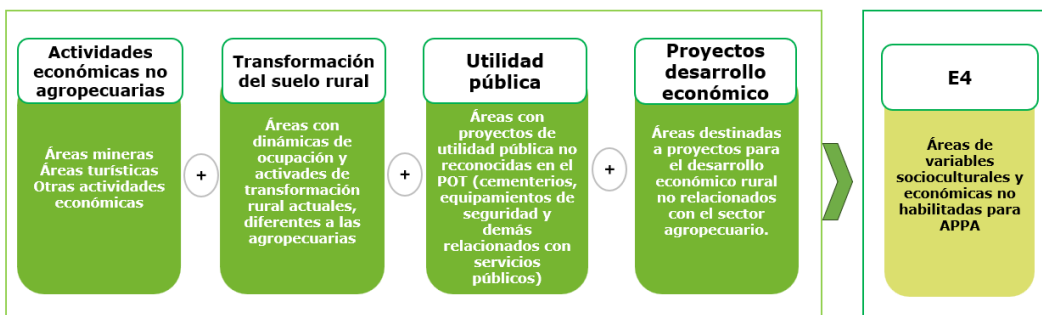 Actividades
económicas no
agropecuarias
Áreas mineras
Áreas turísticas
Otras actividades
económicas
+
Transformación
del suelo rural
Áreas con
dinámicas de
ocupación y
activades de
transformación
rural actuales,
diferentes a las
agropecuarias
+
Utilidad
pública
Áreas con
proyectos de
utilidad pública no
reconocidas en el
POT (cementerios,
equipamientos de
seguridad y
demás
relacionados con
servicios
públicos)
+
Proyectos
desarrollo
económico
Áreas destinadas
a proyectos para
el desarrollo
económico rural
no relacionados
con el sector
agropecuario.
E4
Áreas de
variables
socioculturales y
económicas no
habilitadas para
APPA